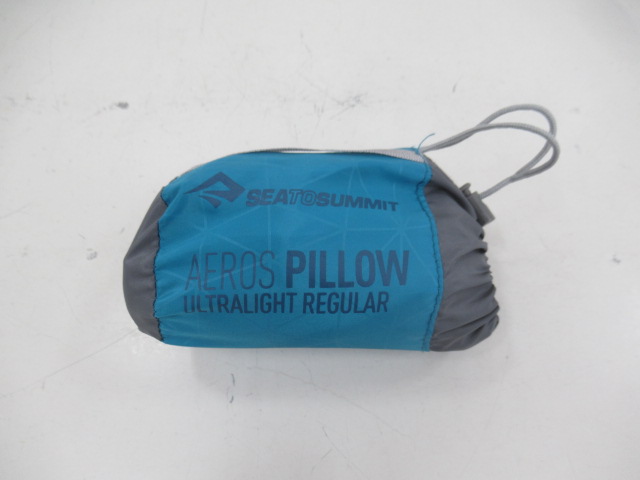 SEATOSUMMIT
AEROS PILLOW
ULTRALIGHT REGULAR